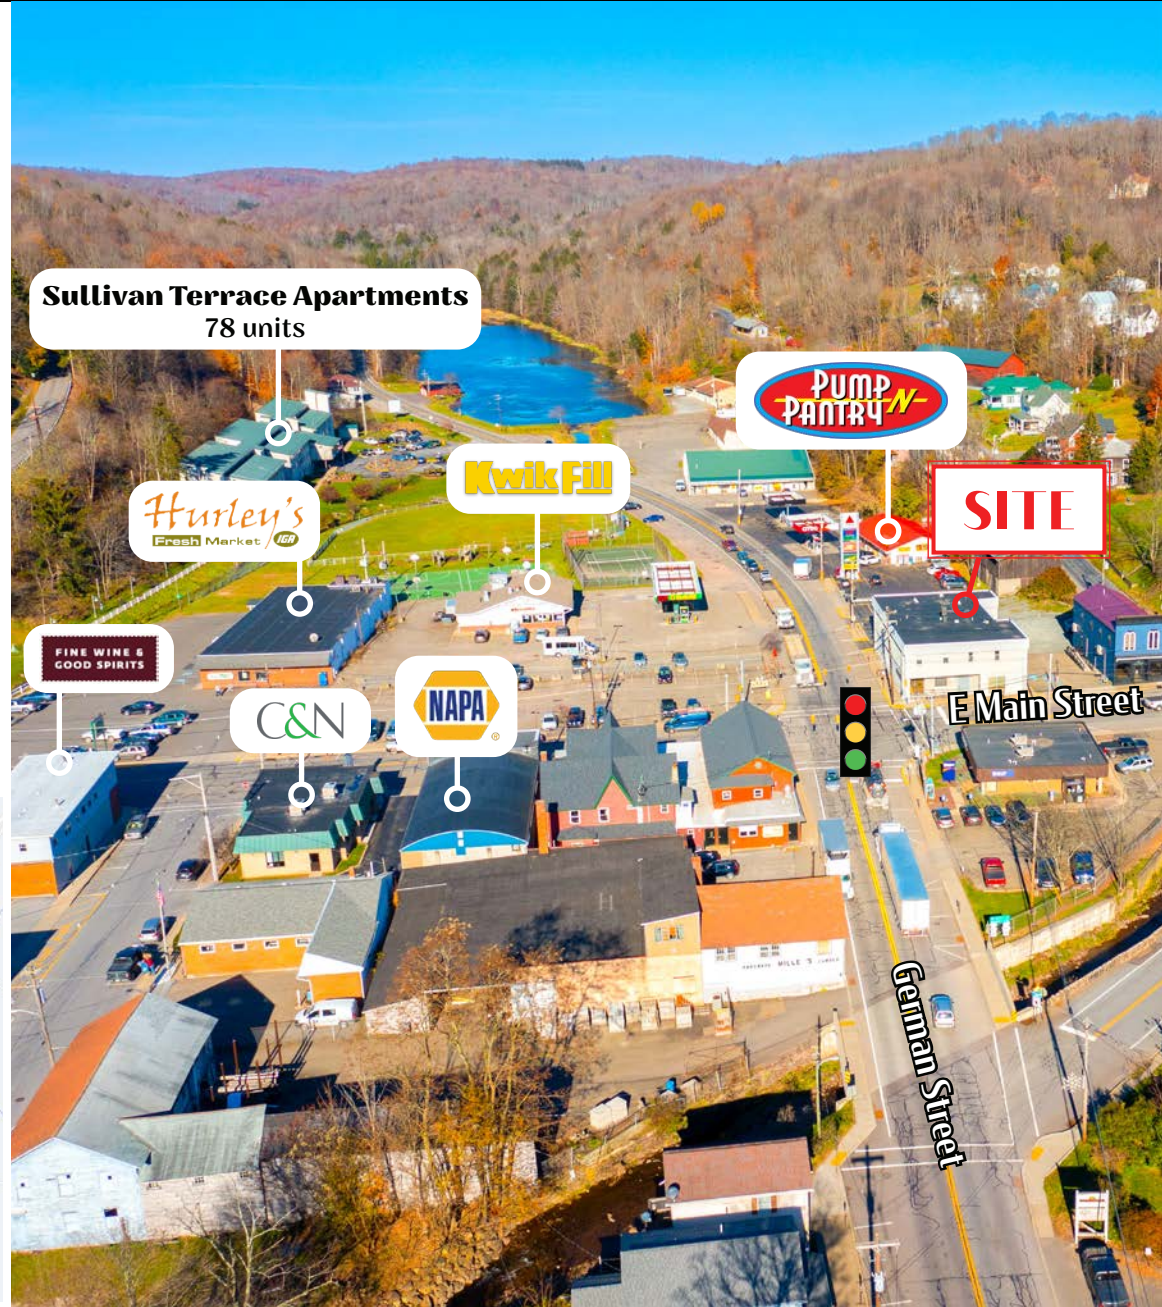 Sullivan Terrace Apartments
78 units
PUMP N
PANTRY
Kwik Fill
SITE
Hurley's
Fresh Market IGA
FINE WINE &
GOOD SPIRITS
C&N
NAPA
®
E Main Street
German Street